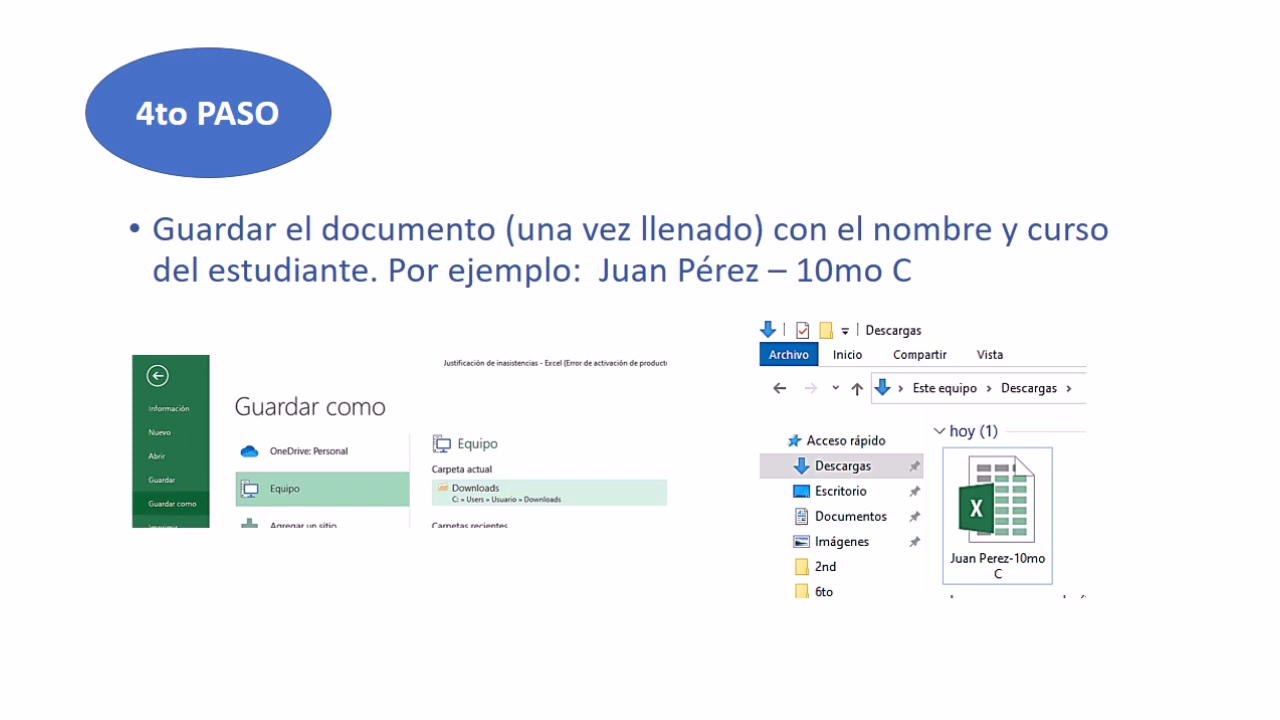 4to PASO
• Guardar el documento (una vez llenado) con el nombre y curso
del estudiante. Por ejemplo: Juan Pérez – 10mo C
Justificación de inasistencias - Excel (Error de activación de
Información
Nuevo
Abrir
Guardar
Guardar como
Imprimir
Guardar como
OneDrive: Personal
Equipo
Agregar un sitio
Equipo
Carpeta actual
Downloads
C: » Users » Usuario » Downloads
Carpetas recientes
Descargas
Archivo Inicio Compartir Vista
Este equipo > Descargas >
Acceso rápido
Descargas
Escritorio
Documentos
Imágenes
2nd
6to
hoy (1)
Juan Perez-10mo
C